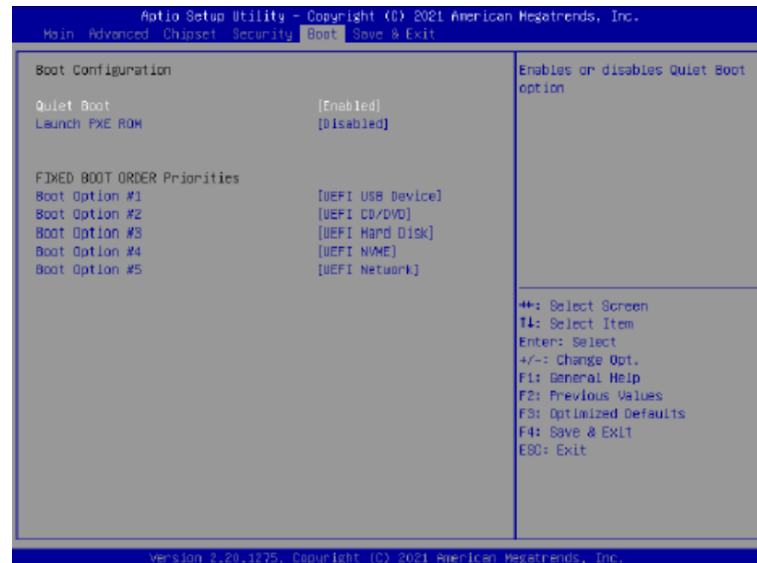 Aptio Setup Utility - Copyright (C) 2021 American Megatrends, Inc.
Main Advanced Chipset Security Boot Save & Exit
Boot Configuration
Quiet Boot [Enabled]
Launch PXE ROM [Disabled]
FIXED BOOT ORDER Priorities
Boot Option #1 [UEFI USB Device]
Boot Option #2 [UEFI CD/DVD]
Boot Option #3 [UEFI Hard Disk]
Boot Option #4 [UEFI NVME]
Boot Option #5 [UEFI Network]
Enables or disables Quiet Boot
option
→←: Select Screen
↑↓: Select Item
Enter: Select
+/-: Change Opt.
F1: General Help
F2: Previous Values
F3: Optimized Defaults
F4: Save & Exit
ESC: Exit
Version 2.20.1275. Copyright (C) 2021 American Megatrends, Inc.